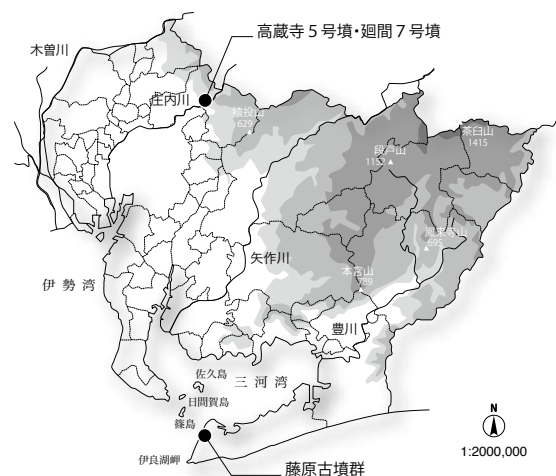 高蔵寺５号墳・廻間７号墳
木曽川
庄内川
猿投山
629
茶臼山
1415
段戸山
1152
鳳来寺山
695
矢作川
伊勢湾
本宮山
789
豊川
佐久島
三河湾
日間賀島
篠島
N
1:2000,000
伊良湖岬
藤原古墳群